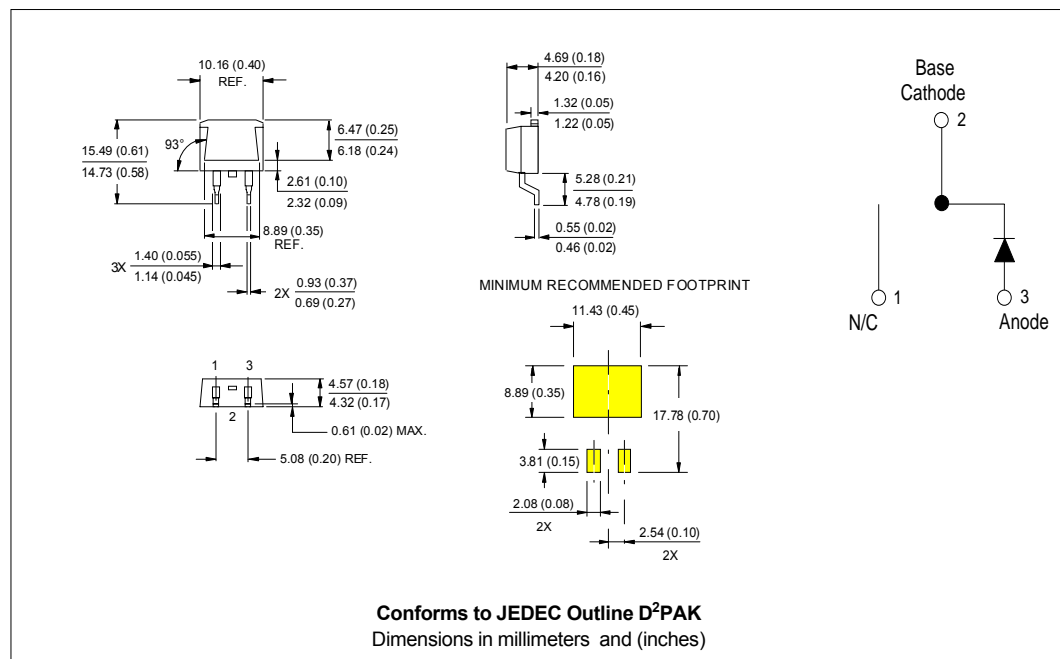 10.16 (0.40)
REF.
93°
15.49 (0.61)
14.73 (0.58)
6.47 (0.25)
6.18 (0.24)
2.61 (0.10)
2.32 (0.09)
8.89 (0.35)
REF.
3X
1.40 (0.055)
1.14 (0.045)
2X
0.93 (0.37)
0.69 (0.27)
4.69 (0.18)
4.20 (0.16)
1.32 (0.05)
1.22 (0.05)
5.28 (0.21)
4.78 (0.19)
0.55 (0.02)
0.46 (0.02)
Base
Cathode
2
1
N/C
3
Anode
1 3
2
4.57 (0.18)
4.32 (0.17)
0.61 (0.02) MAX.
5.08 (0.20) REF.
MINIMUM RECOMMENDED FOOTPRINT
11.43 (0.45)
8.89 (0.35)
17.78 (0.70)
3.81 (0.15)
2.08 (0.08)
2X
2.54 (0.10)
2X
Conforms to JEDEC Outline D²PAK
Dimensions in millimeters and (inches)